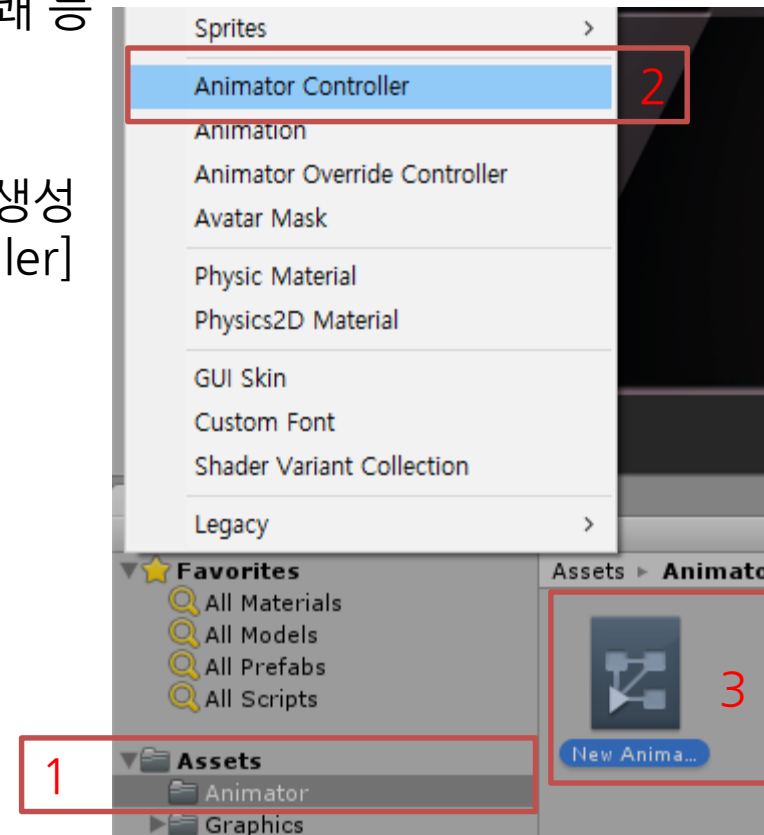 등
Sprites
Animator Controller
2
Animation
생성
Animator Override Controller
ler]
Avatar Mask
Physic Material
Physics2D Material
GUI Skin
Custom Font
Shader Variant Collection
Legacy
Favorites
All Materials
All Models
All Prefabs
All Scripts
Assets
Animator
Graphics
1
Assets ▸ Animato
New Anima...
3